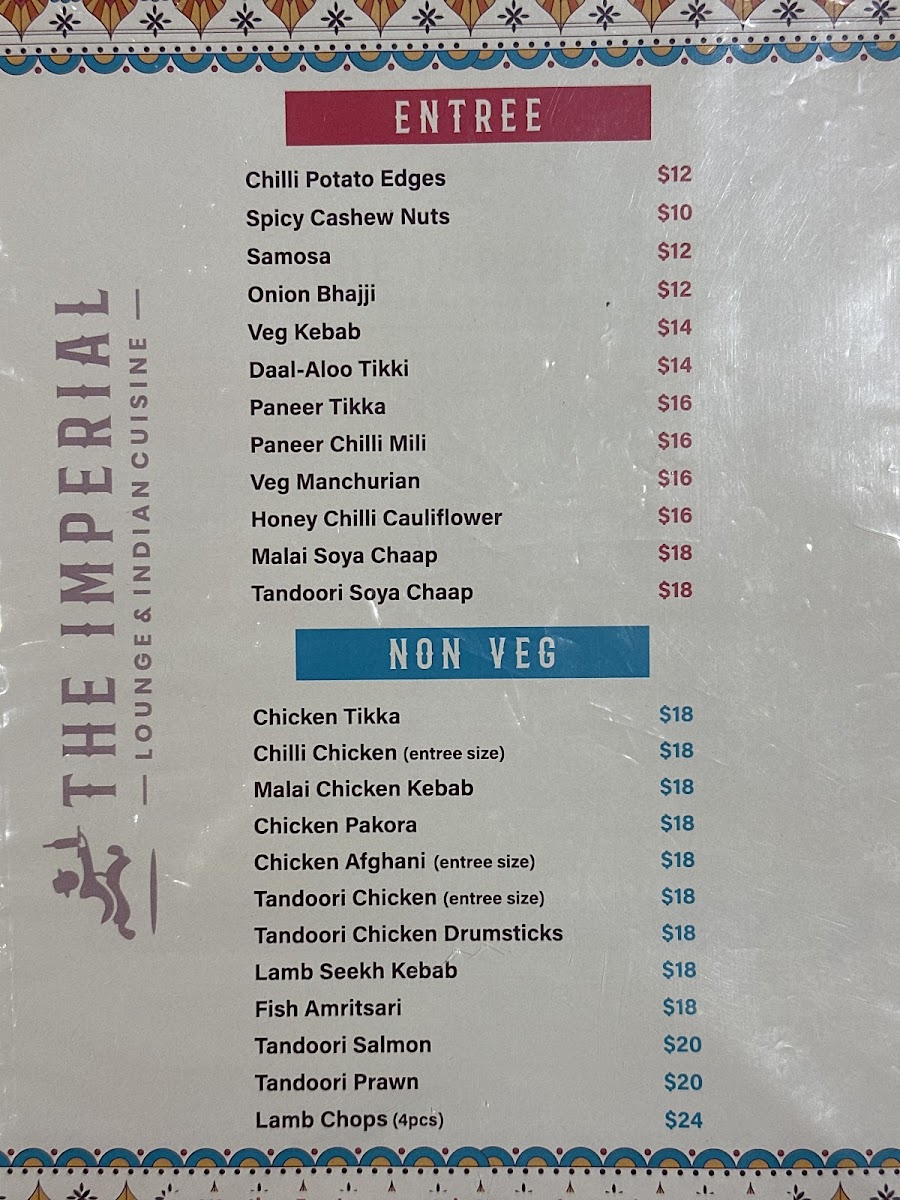 ENTREE
Chilli Potato Edges $12
Spicy Cashew Nuts $10
Samosa $12
Onion Bhajji $12
Veg Kebab $14
Daal-Aloo Tikki $14
Paneer Tikka $16
Paneer Chilli Mili $16
Veg Manchurian $16
Honey Chilli Cauliflower $16
Malai Soya Chaap $18
Tandoori Soya Chaap $18
NON VEG
Chicken Tikka $18
Chilli Chicken (entree size) $18
Malai Chicken Kebab $18
Chicken Pakora $18
Chicken Afghani (entree size) $18
Tandoori Chicken (entree size) $18
Tandoori Chicken Drumsticks $18
Lamb Seekh Kebab $18
Fish Amritsari $18
Tandoori Salmon $20
Tandoori Prawn $20
Lamb Chops (4pcs) $24
THE IMPERIAL
— LOUNGE & INDIAN CUISINE —